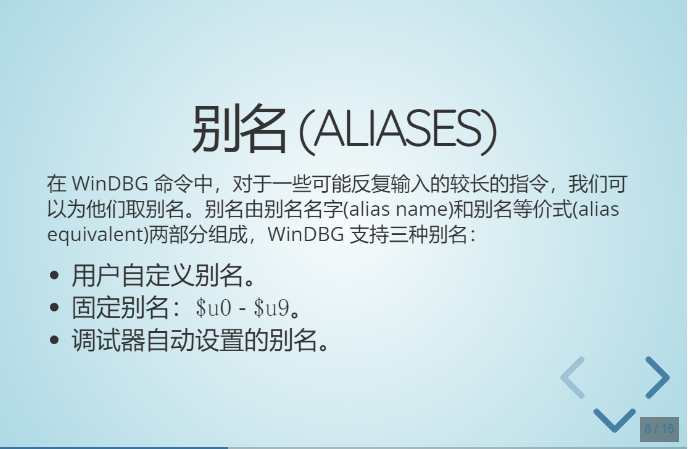 别名 (ALIASES)
在 WinDBG 命令中，对于一些可能反复输入的较长的指令，我们可
以为他们取别名。别名由别名名字(alias name)和别名等价式(alias
equivalent)两部分组成，WinDBG 支持三种别名：
• 用户自定义别名。
• 固定别名：$u0 - $u9。
• 调试器自动设置的别名。
6 / 16